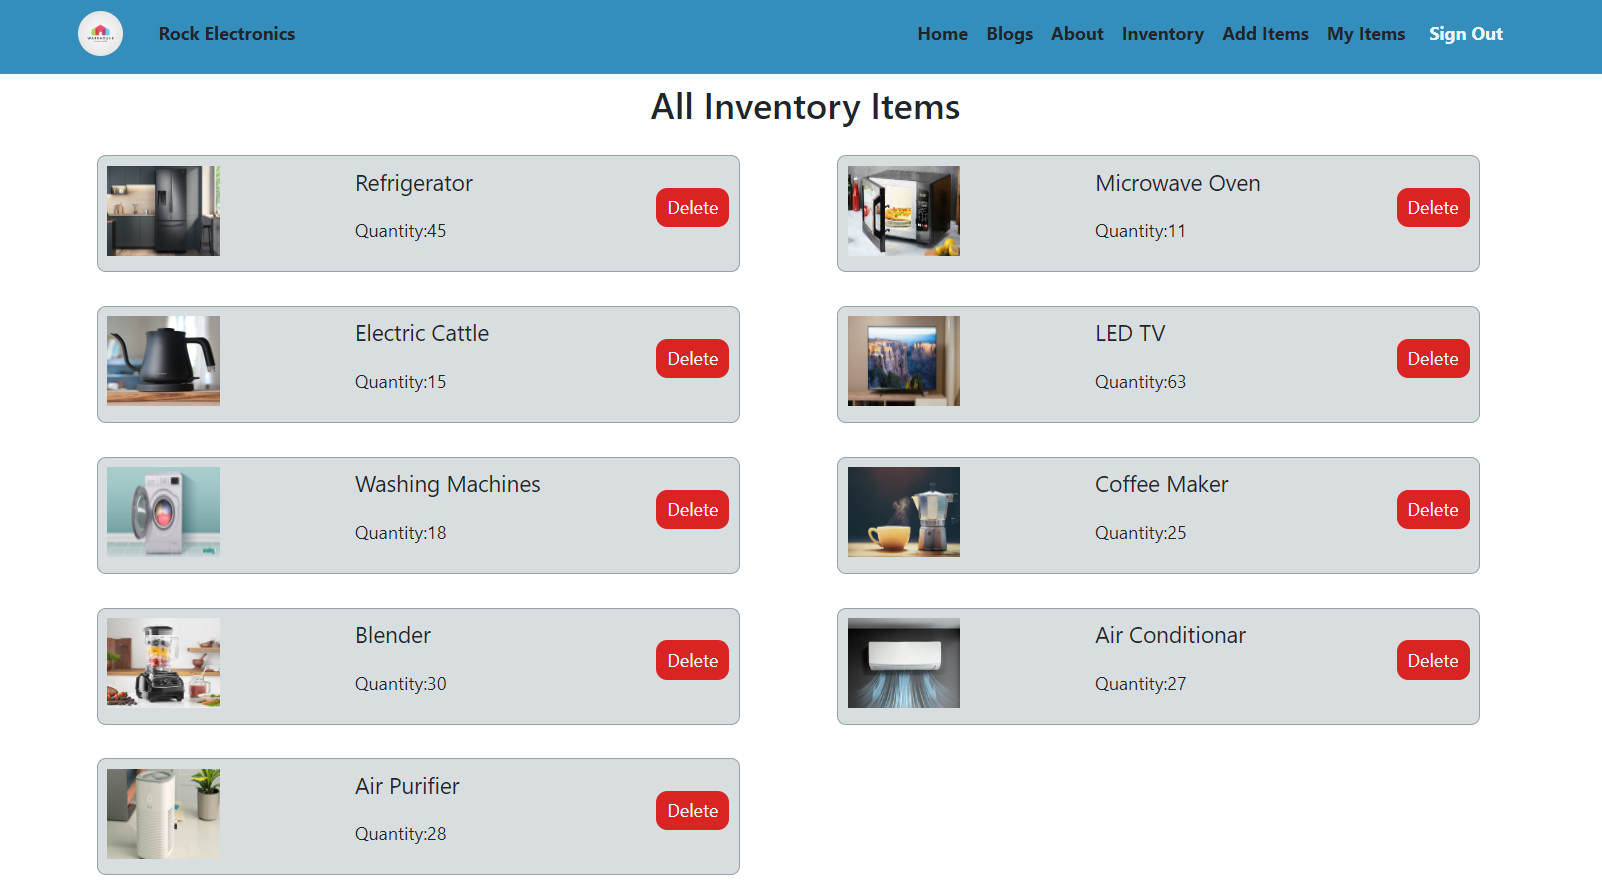 Rock Electronics
Home Blogs About Inventory Add Items My Items Sign Out
All Inventory Items
Refrigerator
Quantity:45
Delete
Microwave Oven
Quantity:11
Delete
Electric Cattle
Quantity:15
Delete
LED TV
Quantity:63
Delete
Washing Machines
Quantity:18
Delete
Coffee Maker
Quantity:25
Delete
Blender
Quantity:30
Delete
Air Conditionar
Quantity:27
Delete
Air Purifier
Quantity:28
Delete